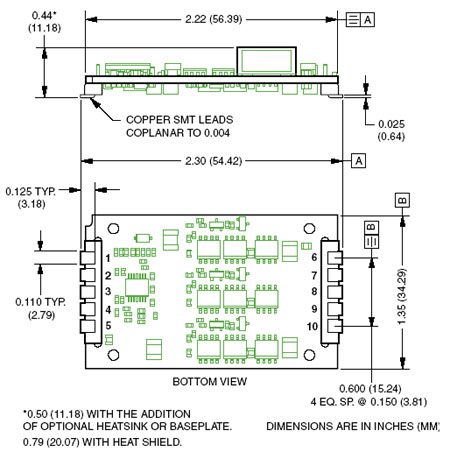 0.44*
(11.18)
2.22 (56.39)
A
COPPER SMT LEADS
COPLANAR TO 0.004
0.025
(0.64)
2.30 (54.42)
A
0.125 TYP.
(3.18)
B
B
1
2
3
4
5
6
7
8
9
10
0.110 TYP.
(2.79)
1.35 (34.29)
0.600 (15.24)
4 EQ. SP. @ 0.150 (3.81)
BOTTOM VIEW
*0.50 (11.18) WITH THE ADDITION
OF OPTIONAL HEATSINK OR BASEPLATE.
0.79 (20.07) WITH HEAT SHIELD.
DIMENSIONS ARE IN INCHES (MM)